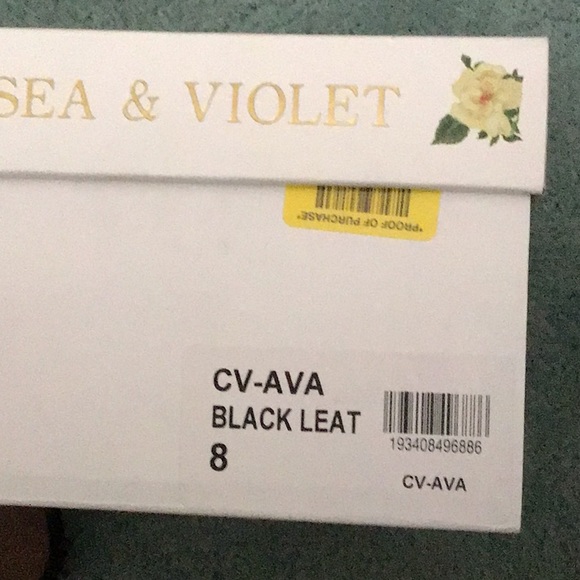 SEA & VIOLET
*PROOF OF PURCHASE*
CV-AVA
BLACK LEAT
8
193408496886
CV-AVA